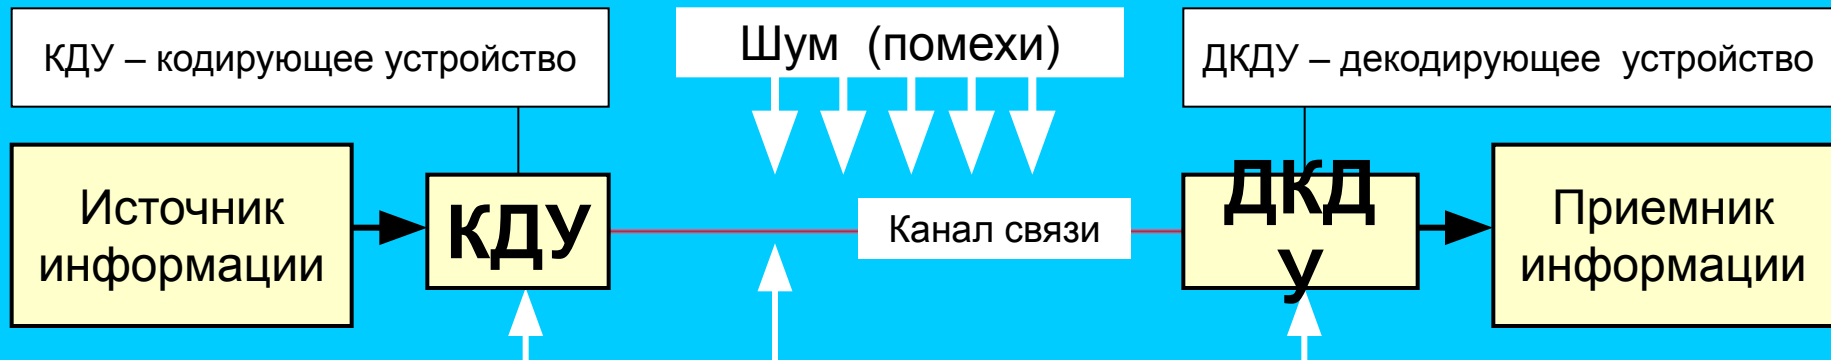 КДУ – кодирующее устройство
Шум (помехи)
ДКДУ – декодирующее устройство
Источник
информации
КДУ
Канал связи
ДКД
У
Приемник
информации